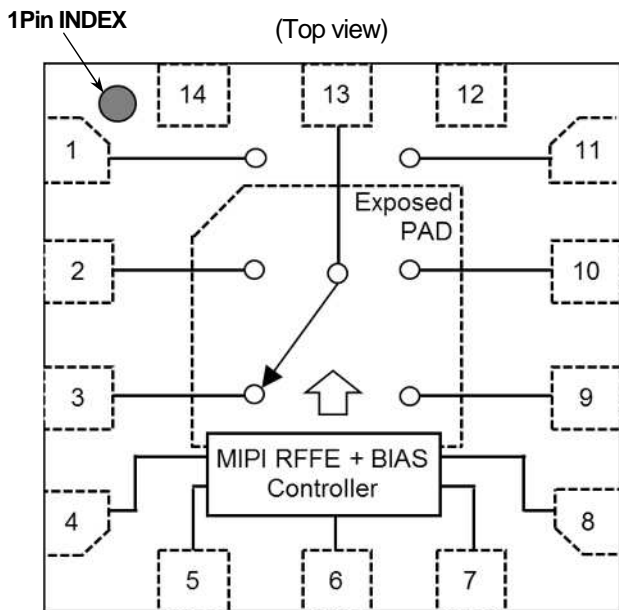 1Pin INDEX
(Top view)
14
13
12
1
11
Exposed
PAD
2
10
3
9
MIPI RFFE + BIAS
Controller
4
8
5
6
7